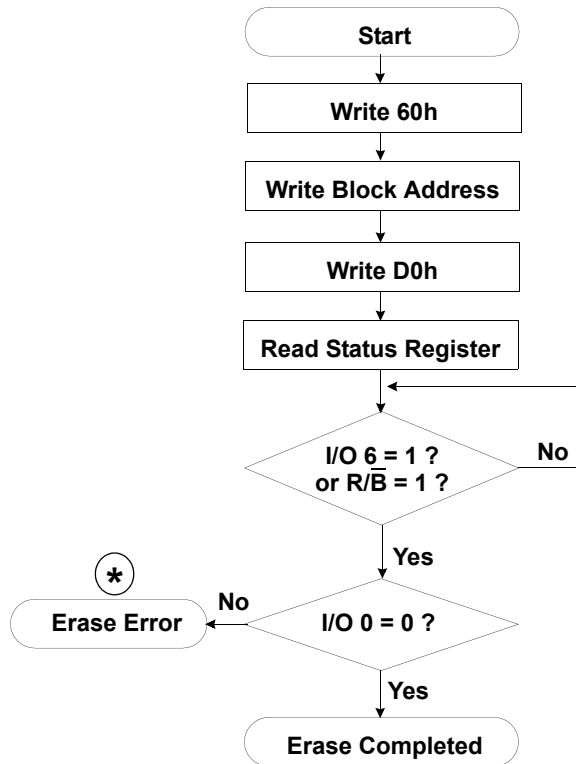 Start
Write 60h
Write Block Address
Write D0h
Read Status Register
I/O 6 = 1 ?
or R/B̅ = 1 ?
No
Yes
*
No
Erase Error
I/O 0 = 0 ?
Yes
Erase Completed